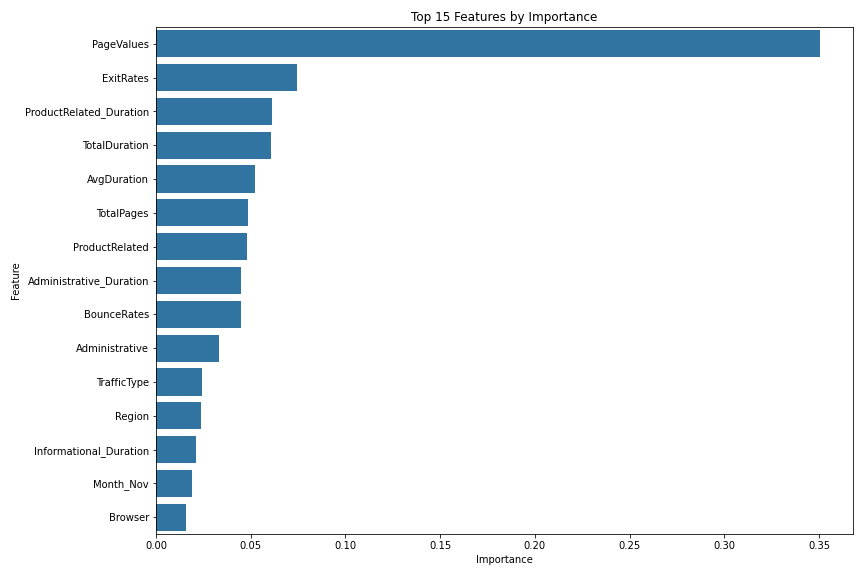 Top 15 Features by Importance
PageValues
ExitRates
ProductRelated_Duration
TotalDuration
AvgDuration
TotalPages
ProductRelated
Administrative_Duration
BounceRates
Administrative
TrafficType
Region
Informational_Duration
Month_Nov
Browser
Feature
0.00 0.05 0.10 0.15 0.20 0.25 0.30 0.35
Importance